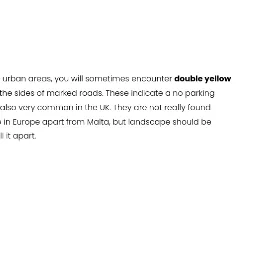 urban areas, you will sometimes encounter double yellow
the sides of marked roads. These indicate a no parking
also very common in the UK. They are not really found
in Europe apart from Malta, but landscape should be
it apart.